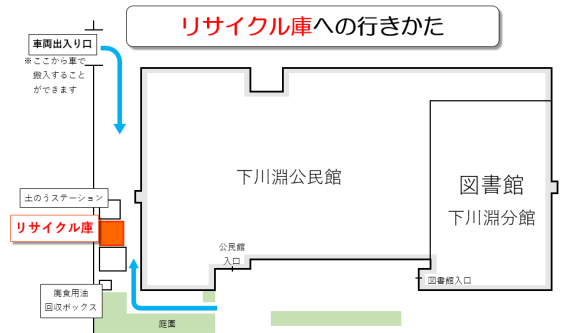 リサイクル庫への行きかた
車両出入り口
※ここから車で
搬入すること
ができます
下川淵公民館
図書館
下川淵分館
土のうステーション
リサイクル庫
公民館
入口
図書館入口
廃食用油
回収ボックス
庭園